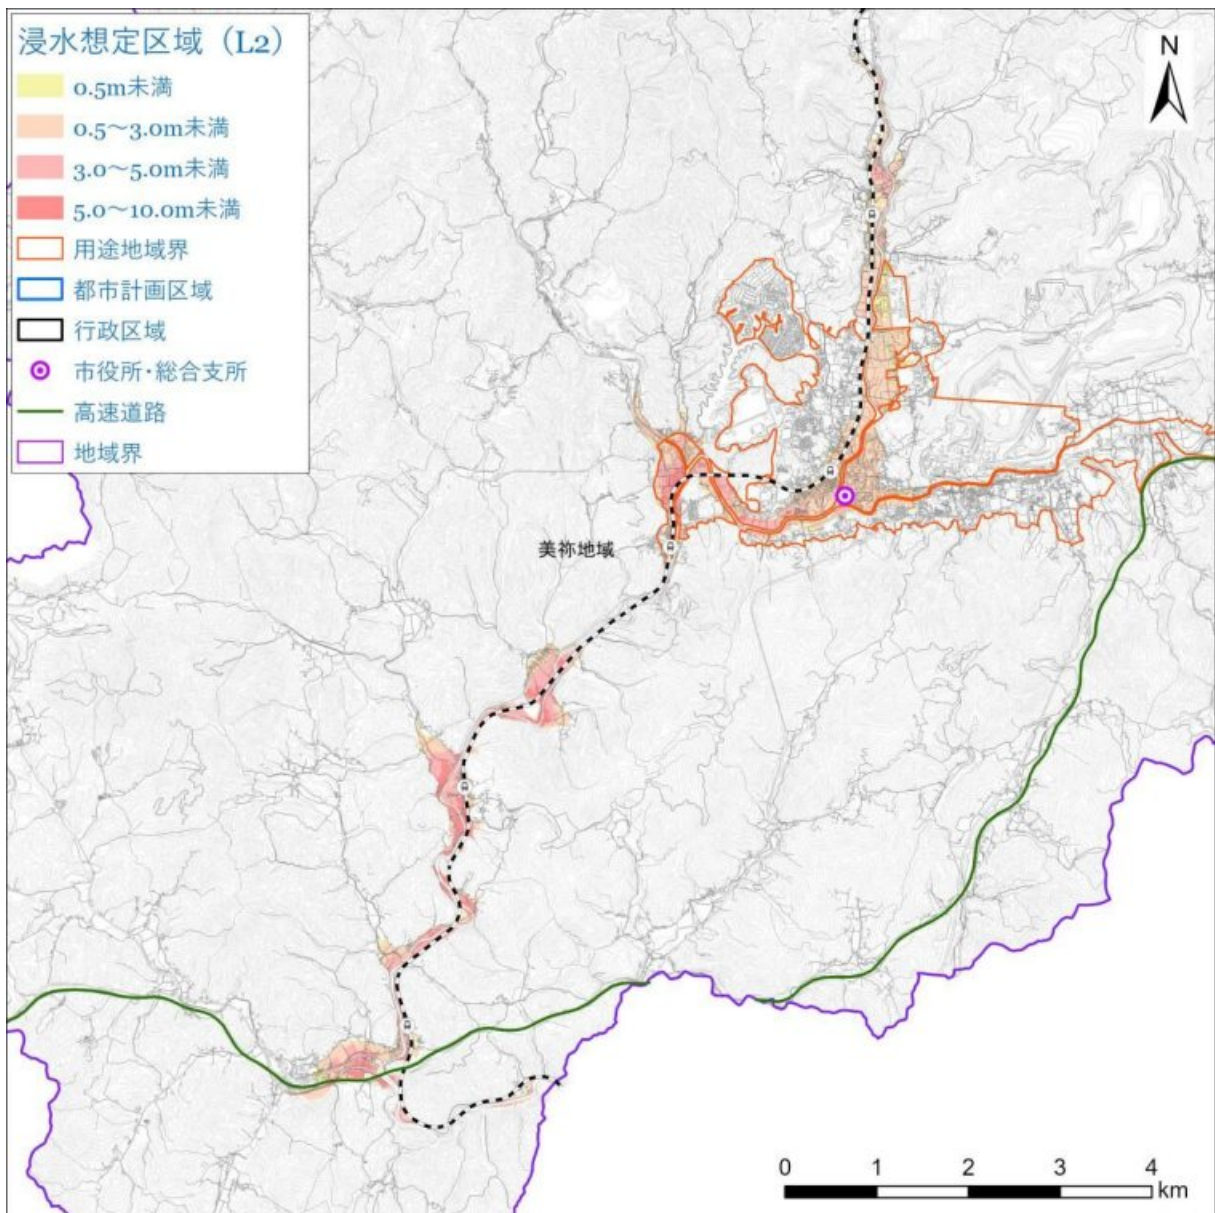 浸水想定区域（L2）
0.5m未満
0.5～3.0m未満
3.0～5.0m未満
5.0～10.0m未満
用途地域界
都市計画区域
行政区域
市役所・総合支所
高速道路
地域界
N
美祢地域
0 1 2 3 4
km